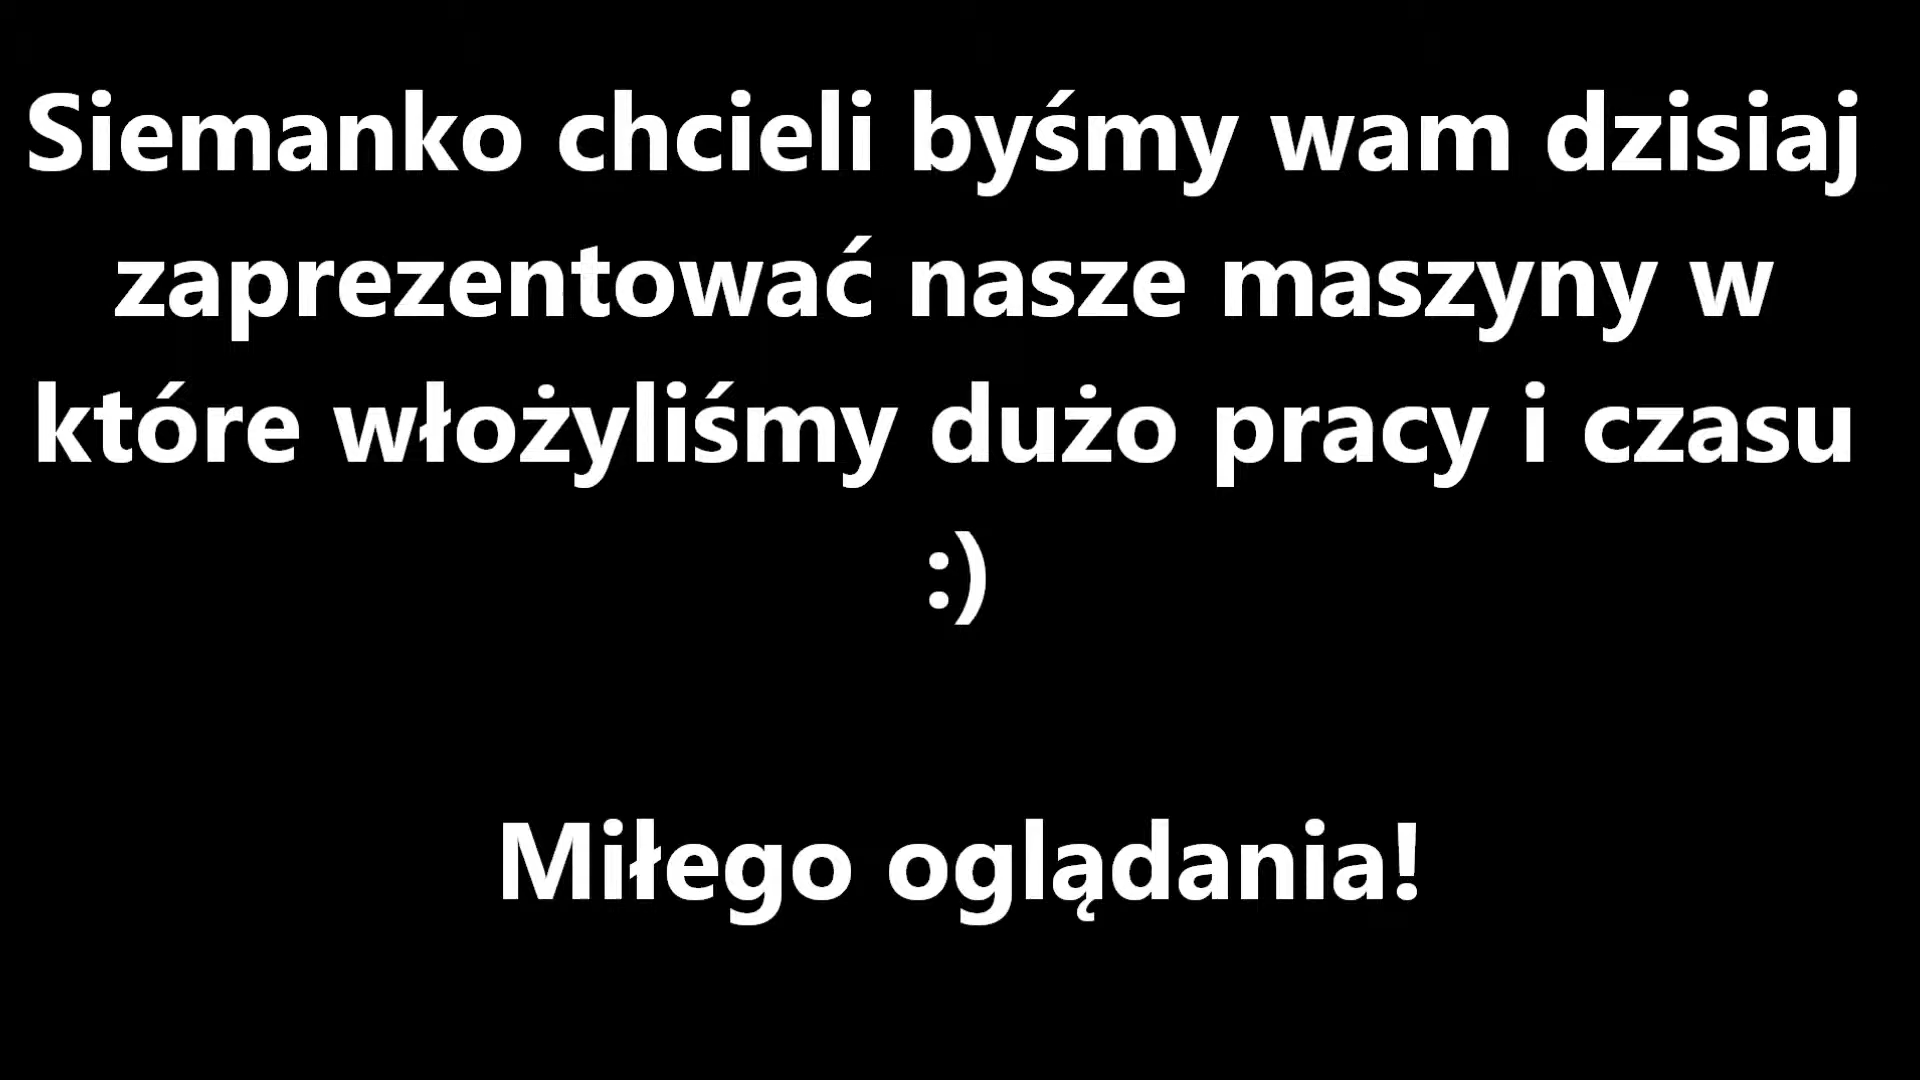 Siemanko chcieli byśmy wam dzisiaj
zaprezentować nasze maszyny w
które włożyliśmy dużo pracy i czasu
:)
Miłego oglądania!